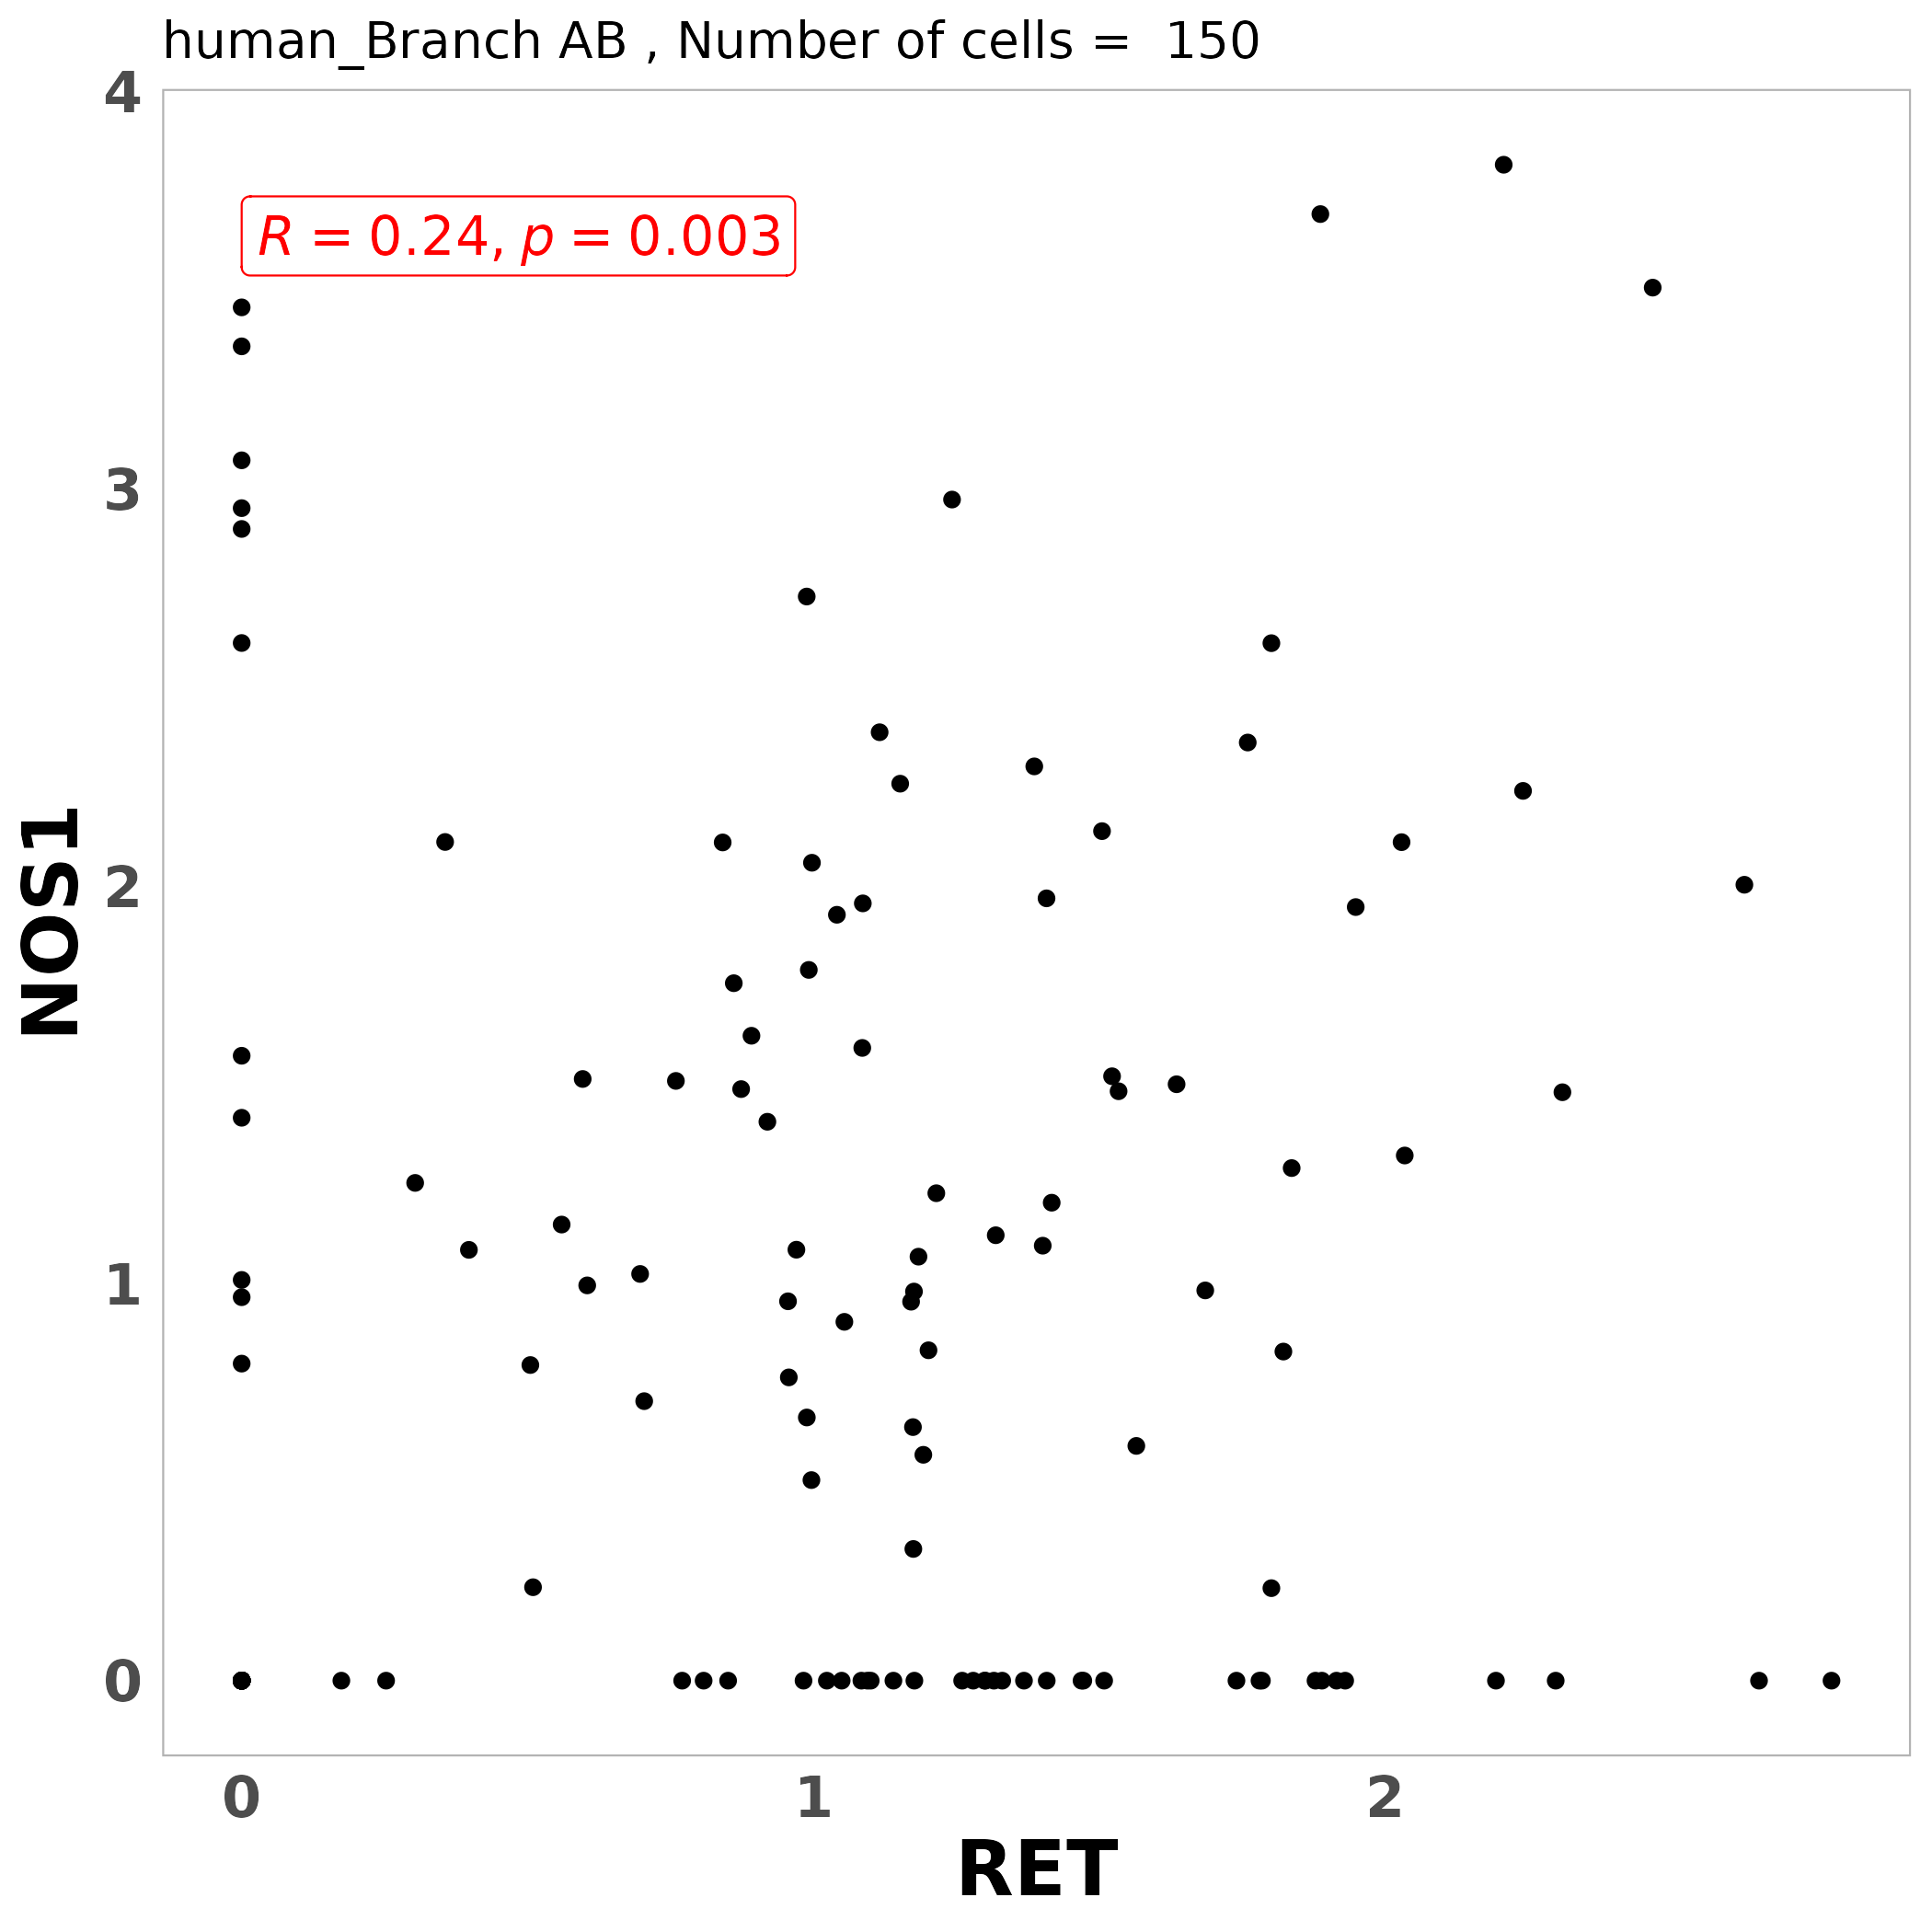 human_Branch AB , Number of cells =  150
4
R = 0.24, p = 0.003
3
2
1
0
NOS1
0 1 2
RET